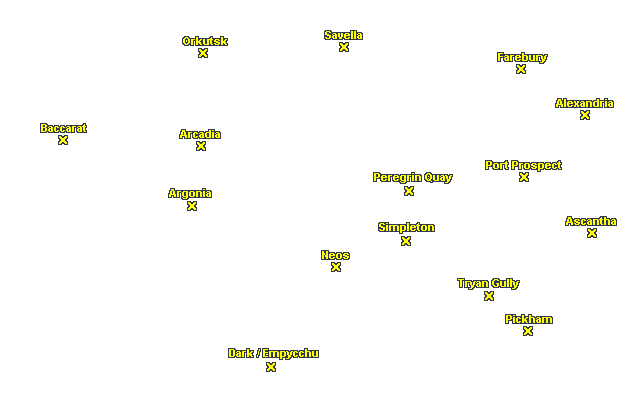 Savella
Orkutsk
Farebury
Alexandria
Baccarat
Arcadia
Port Prospect
Peregrin Quay
Argonia
Ascantha
Simpleton
Neos
Tryan Gully
Pickham
Dark / Empycchu